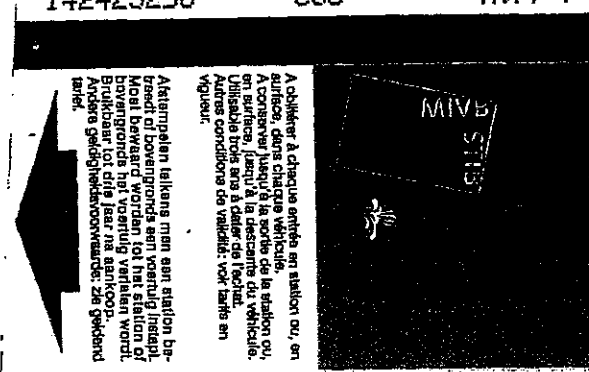 A oblitérer à chaque entrée en station ou, en
surface, dans chaque véhicule.
A conserver jusqu'à la sortie de la station ou,
en surface, jusqu'à la descente du véhicule.
Utilisable trois ans à dater de l'achat.
Autres conditions de validité: voir tarifs en
vigueur.
Afstempelen telkens men een station be-
treedt of bovengronds een voertuig instapt.
Moet bewaard worden tot het station of
bovengronds het voertuig verlaten wordt.
Bruikbaar tot drie jaar na aankoop.
Andere geldigheidsvoorwaarde: zie geldend
tarief.
MIVB
STIB